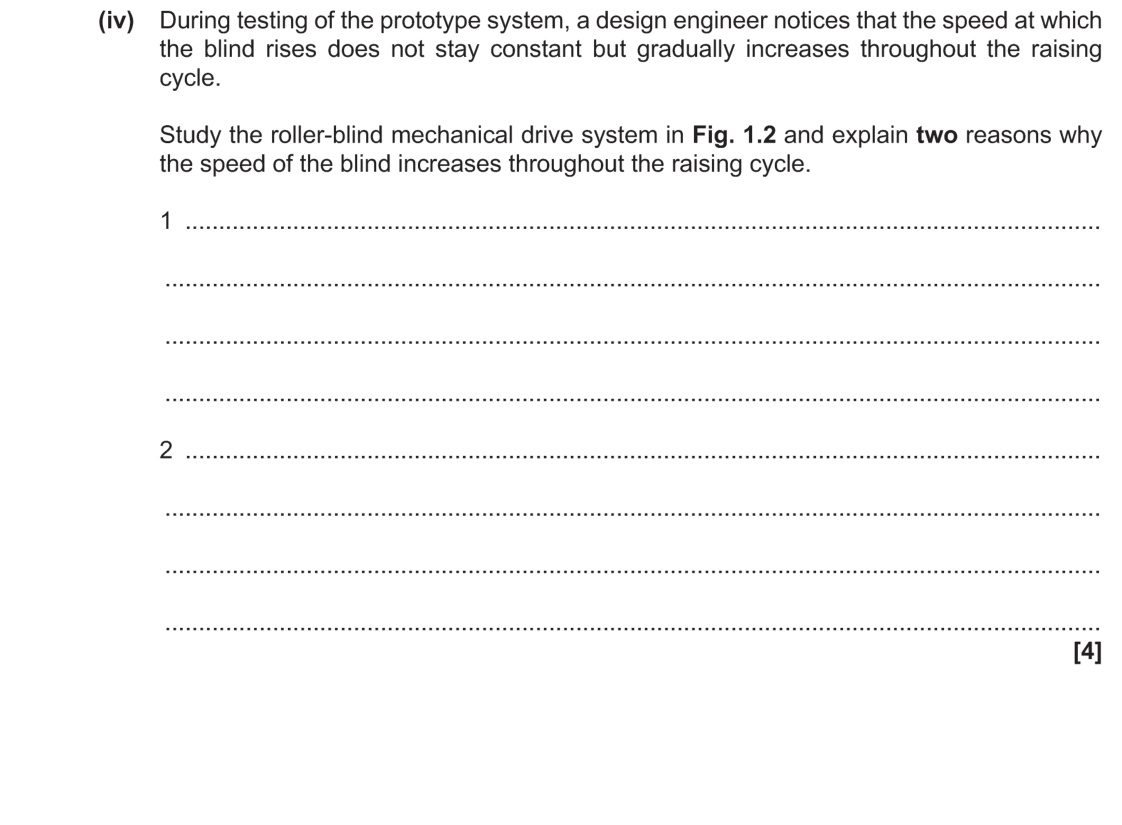 (iv) During testing of the prototype system, a design engineer notices that the speed at which
the blind rises does not stay constant but gradually increases throughout the raising
cycle.
Study the roller-blind mechanical drive system in Fig. 1.2 and explain two reasons why
the speed of the blind increases throughout the raising cycle.
1
2
[4]